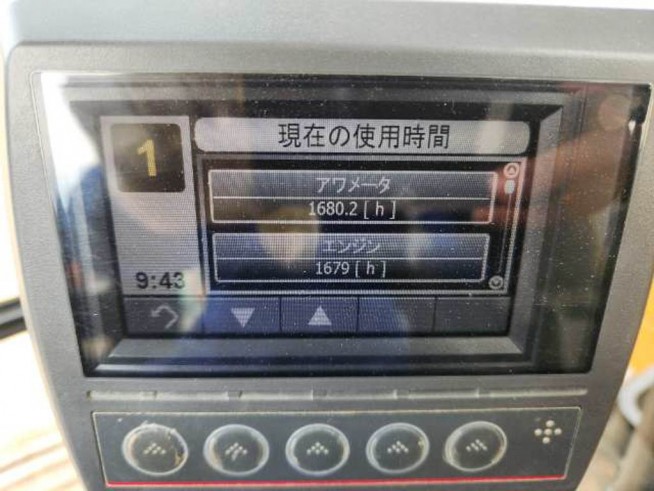 1
現在の使用時間
アワメータ
1680.2 [ h ]
エンジン
1679 [ h ]
9:43